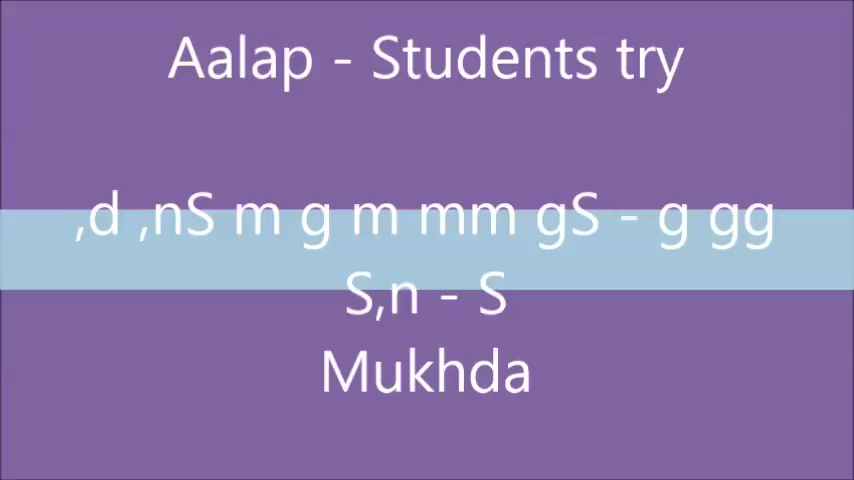 Aalap - Students try
,d ,nS m g m mm gS - g gg
S,n - S
Mukhda